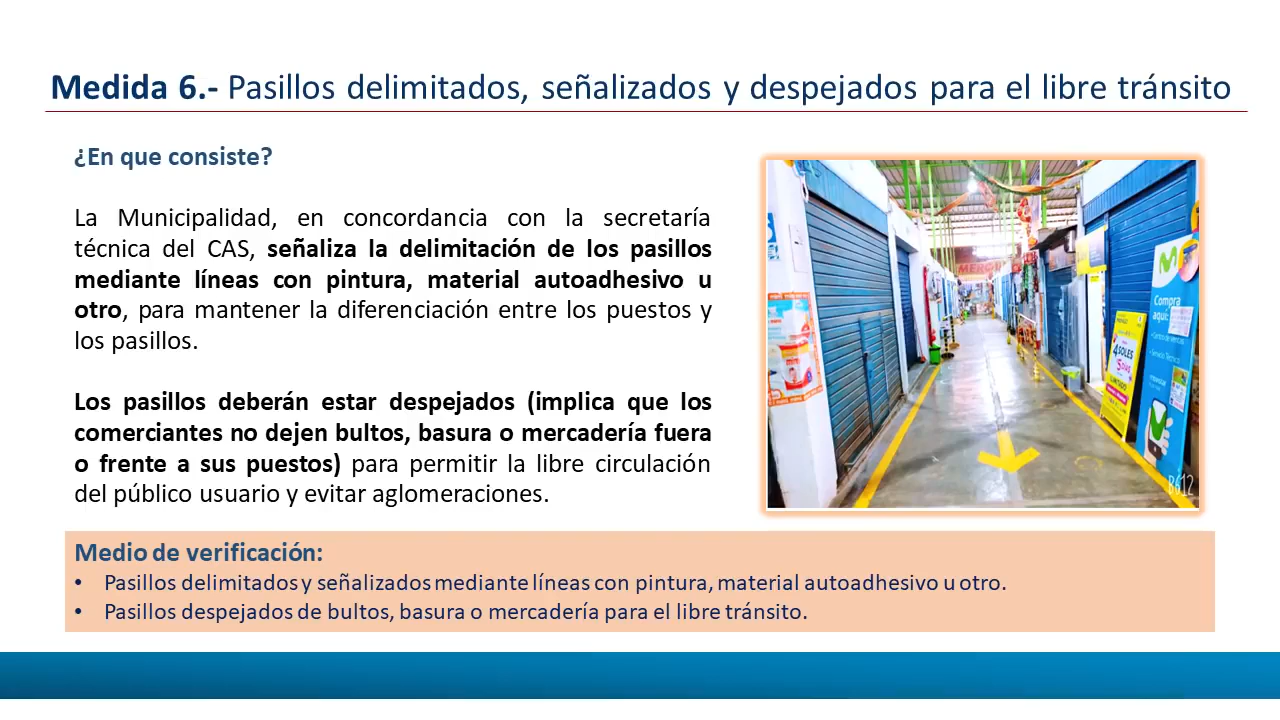 Medida 6.- Pasillos delimitados, señalizados y despejados para el libre tránsito
¿En que consiste?
La Municipalidad, en concordancia con la secretaría
técnica del CAS, señaliza la delimitación de los pasillos
mediante líneas con pintura, material autoadhesivo u
otro, para mantener la diferenciación entre los puestos y
los pasillos.
Los pasillos deberán estar despejados (implica que los
comerciantes no dejen bultos, basura o mercadería fuera
o frente a sus puestos) para permitir la libre circulación
del público usuario y evitar aglomeraciones.
Compra
aquí:
4 SOLES
B612
Medio de verificación:
• Pasillos delimitados y señalizados mediante líneas con pintura, material autoadhesivo u otro.
• Pasillos despejados de bultos, basura o mercadería para el libre tránsito.